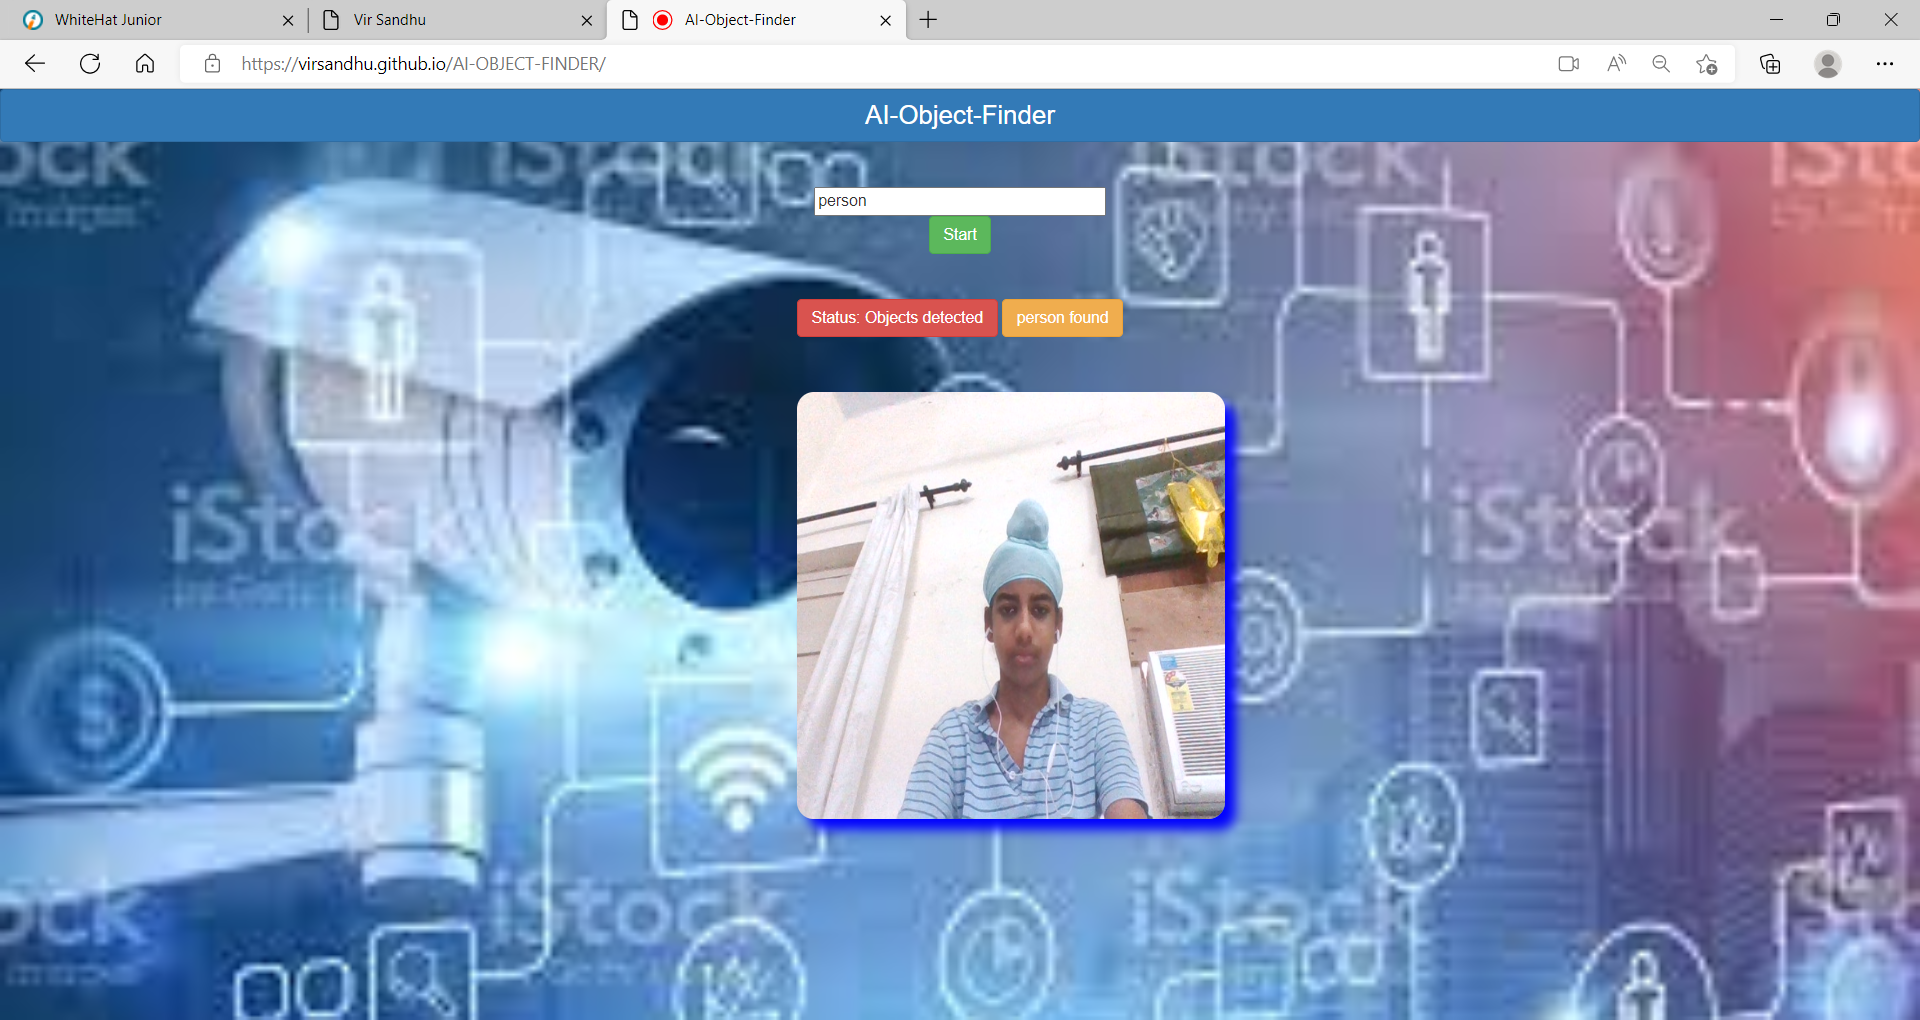 WhiteHat Junior
Vir Sandhu
AI-Object-Finder
https://virsandhu.github.io/AI-OBJECT-FINDER/
AI-Object-Finder
person
Start
Status: Objects detected
person found
iStock
iStock
iStock
iStock